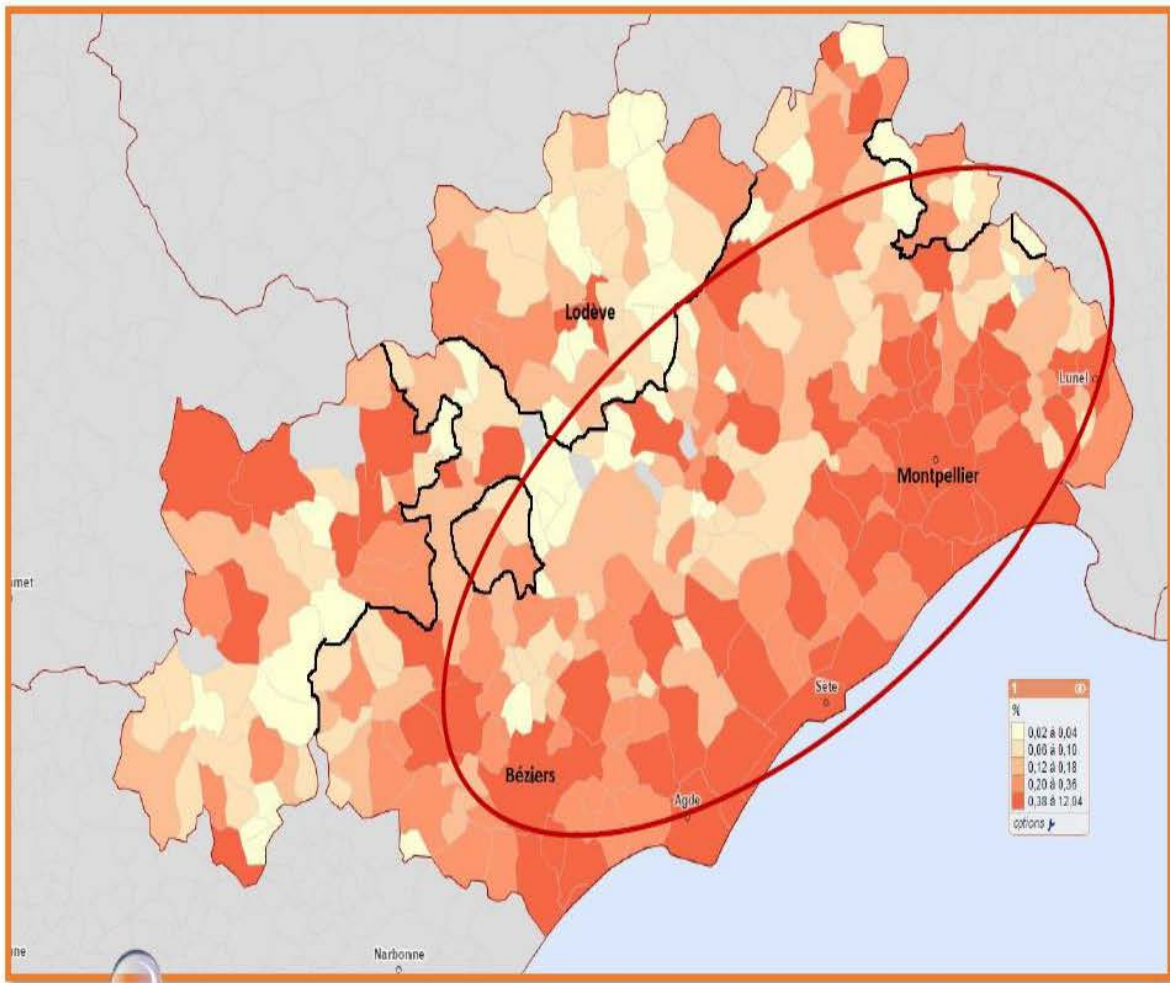 Lodève
Lunel
Montpellier
Sète
Béziers
Agde
Narbonne
1
%
0,02 à 0,04
0,06 à 0,10
0,12 à 0,18
0,20 à 0,36
0,38 à 12,04
options